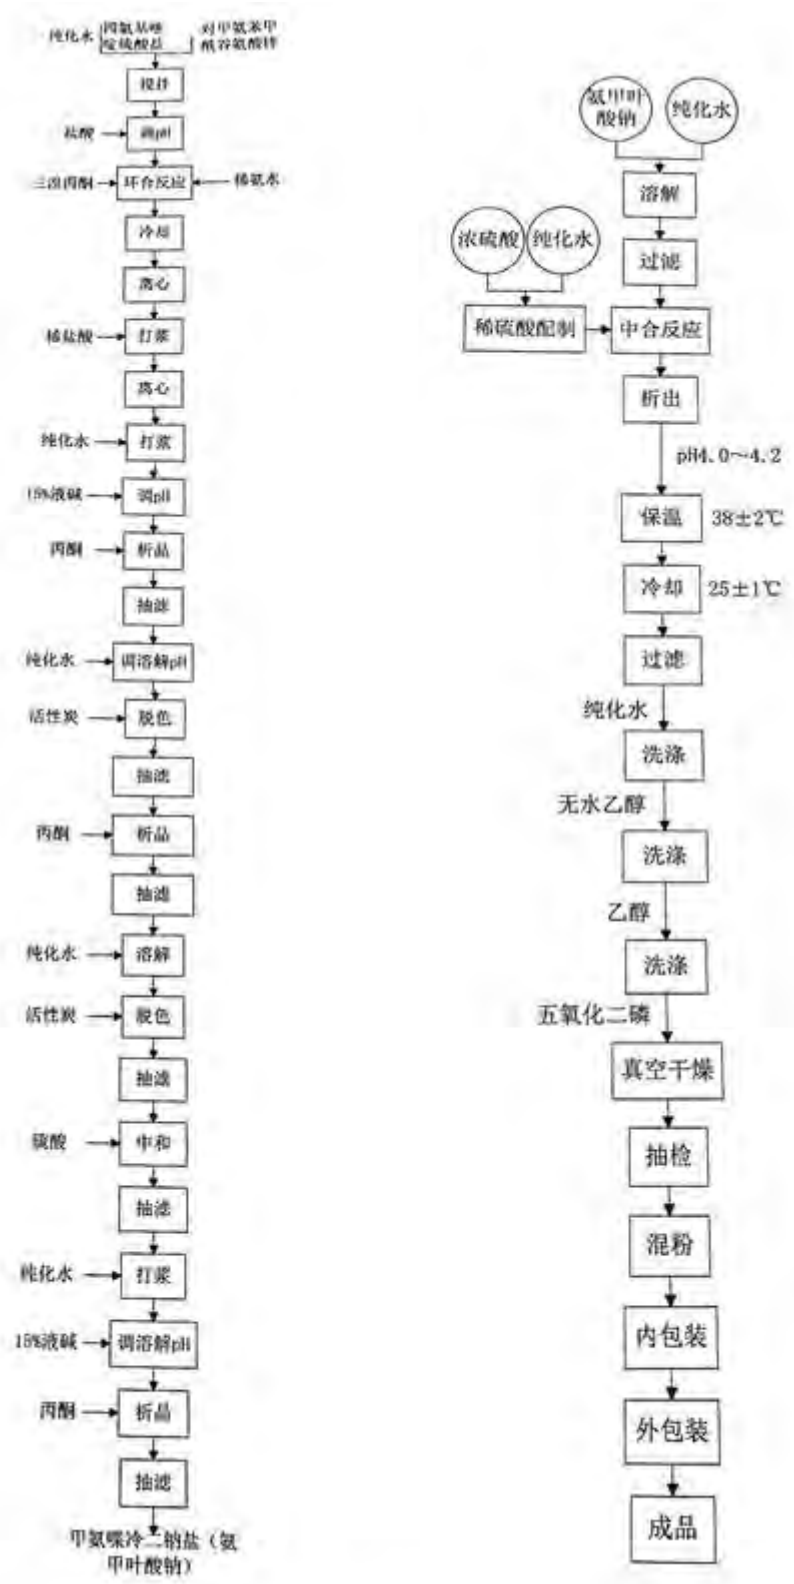 四氨基嘧
对甲氨苯甲
纯化水
啶硫酸盐
酰谷氨酸锌
搅拌
盐酸
调pH
三溴丙酮
环合反应
稀氨水
冷却
离心
稀盐酸
打浆
离心
纯化水
打浆
15%液碱
调pH
丙酮
析晶
抽滤
纯化水
调溶解pH
活性炭
脱色
抽滤
丙酮
析晶
抽滤
纯化水
溶解
活性炭
脱色
抽滤
硫酸
中和
抽滤
纯化水
打浆
15%液碱
调溶解pH
丙酮
析晶
抽滤
甲氨喋冷二钠盐（氨
甲叶酸钠）
氨甲叶
酸钠
纯化水
溶解
过滤
浓硫酸
纯化水
稀硫酸配制
中合反应
析出
pH4.0～4.2
保温
38±2℃
冷却
25±1℃
过滤
纯化水
洗涤
无水乙醇
洗涤
乙醇
洗涤
五氧化二磷
真空干燥
抽检
混粉
内包装
外包装
成品